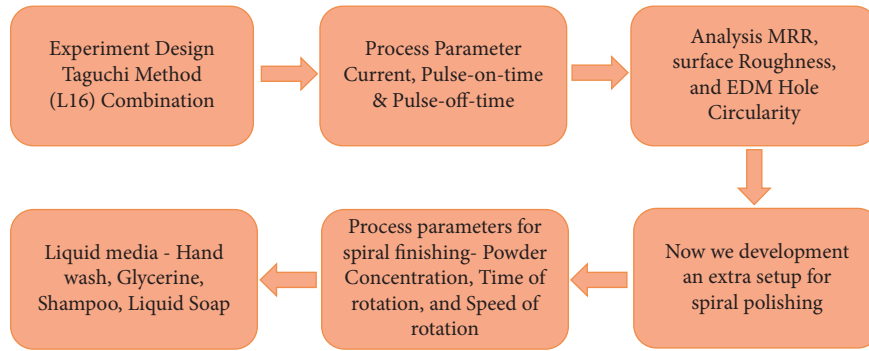 Experiment Design
Taguchi Method
(L16) Combination
Process Parameter
Current, Pulse-on-time
& Pulse-off-time
Analysis MRR,
surface Roughness,
and EDM Hole
Circularity
Now we development
an extra setup for
spiral polishing
Process parameters for
spiral finishing- Powder
Concentration, Time of
rotation, and Speed of
rotation
Liquid media - Hand
wash, Glycerine,
Shampoo, Liquid Soap